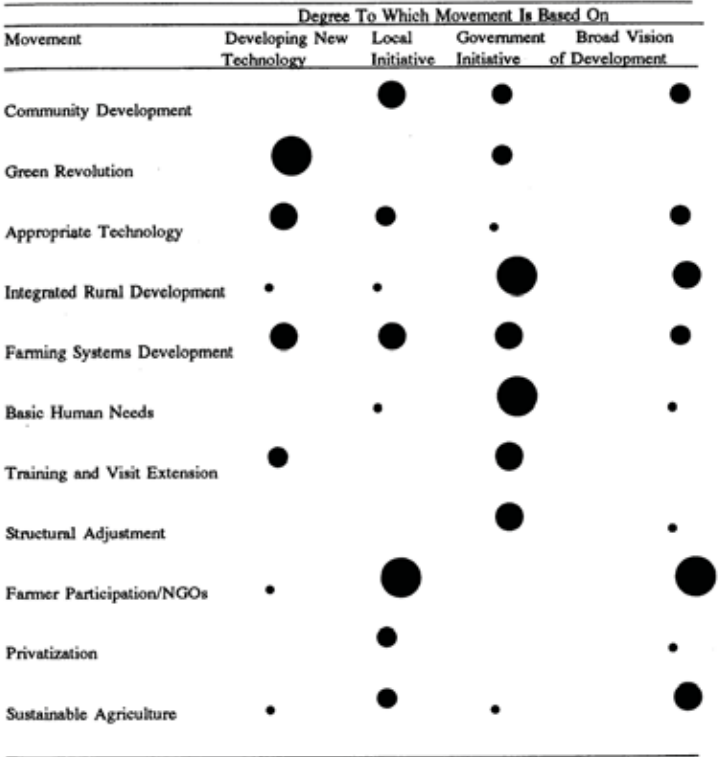 Degree To Which Movement Is Based On
Movement Developing New Local Government Broad Vision
Technology Initiative Initiative of Development
Community Development
Green Revolution
Appropriate Technology
Integrated Rural Development
Farming Systems Development
Basic Human Needs
Training and Visit Extension
Structural Adjustment
Farmer Participation/NGOs
Privatization
Sustainable Agriculture